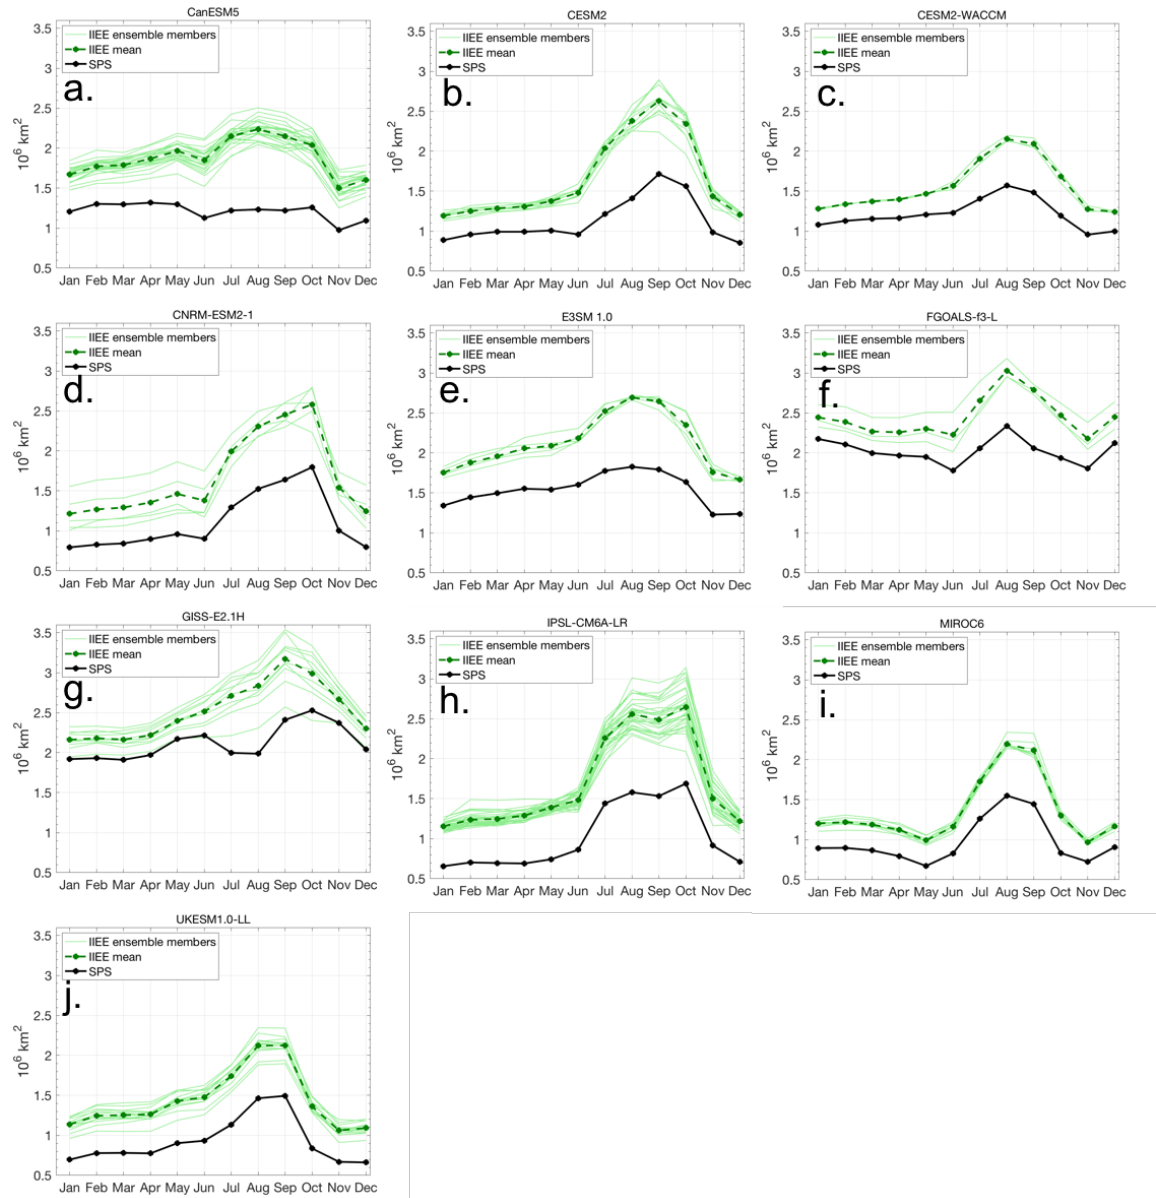 CanESM5
IIEE ensemble members
IIEE mean
SPS
a.
10⁶ km²
3.5
3
2.5
2
1.5
1
0.5
Jan Feb Mar Apr May Jun Jul Aug Sep Oct Nov Dec
CESM2
IIEE ensemble members
IIEE mean
SPS
b.
10⁶ km²
3.5
3
2.5
2
1.5
1
0.5
Jan Feb Mar Apr May Jun Jul Aug Sep Oct Nov Dec
CESM2-WACCM
IIEE ensemble members
IIEE mean
SPS
c.
10⁶ km²
3.5
3
2.5
2
1.5
1
0.5
Jan Feb Mar Apr May Jun Jul Aug Sep Oct Nov Dec
CNRM-ESM2-1
IIEE ensemble members
IIEE mean
SPS
d.
10⁶ km²
3.5
3
2.5
2
1.5
1
0.5
Jan Feb Mar Apr May Jun Jul Aug Sep Oct Nov Dec
E3SM 1.0
IIEE ensemble members
IIEE mean
SPS
e.
10⁶ km²
3.5
3
2.5
2
1.5
1
0.5
Jan Feb Mar Apr May Jun Jul Aug Sep Oct Nov Dec
FGOALS-f3-L
IIEE ensemble members
IIEE mean
SPS
f.
10⁶ km²
3.5
3
2.5
2
1.5
1
0.5
Jan Feb Mar Apr May Jun Jul Aug Sep Oct Nov Dec
GISS-E2.1H
IIEE ensemble members
IIEE mean
SPS
g.
10⁶ km²
3.5
3
2.5
2
1.5
1
0.5
Jan Feb Mar Apr May Jun Jul Aug Sep Oct Nov Dec
IPSL-CM6A-LR
IIEE ensemble members
IIEE mean
SPS
h.
10⁶ km²
3.5
3
2.5
2
1.5
1
0.5
Jan Feb Mar Apr May Jun Jul Aug Sep Oct Nov Dec
MIROC6
IIEE ensemble members
IIEE mean
SPS
i.
10⁶ km²
3.5
3
2.5
2
1.5
1
0.5
Jan Feb Mar Apr May Jun Jul Aug Sep Oct Nov Dec
UKESM1.0-LL
IIEE ensemble members
IIEE mean
SPS
j.
10⁶ km²
3.5
3
2.5
2
1.5
1
0.5
Jan Feb Mar Apr May Jun Jul Aug Sep Oct Nov Dec